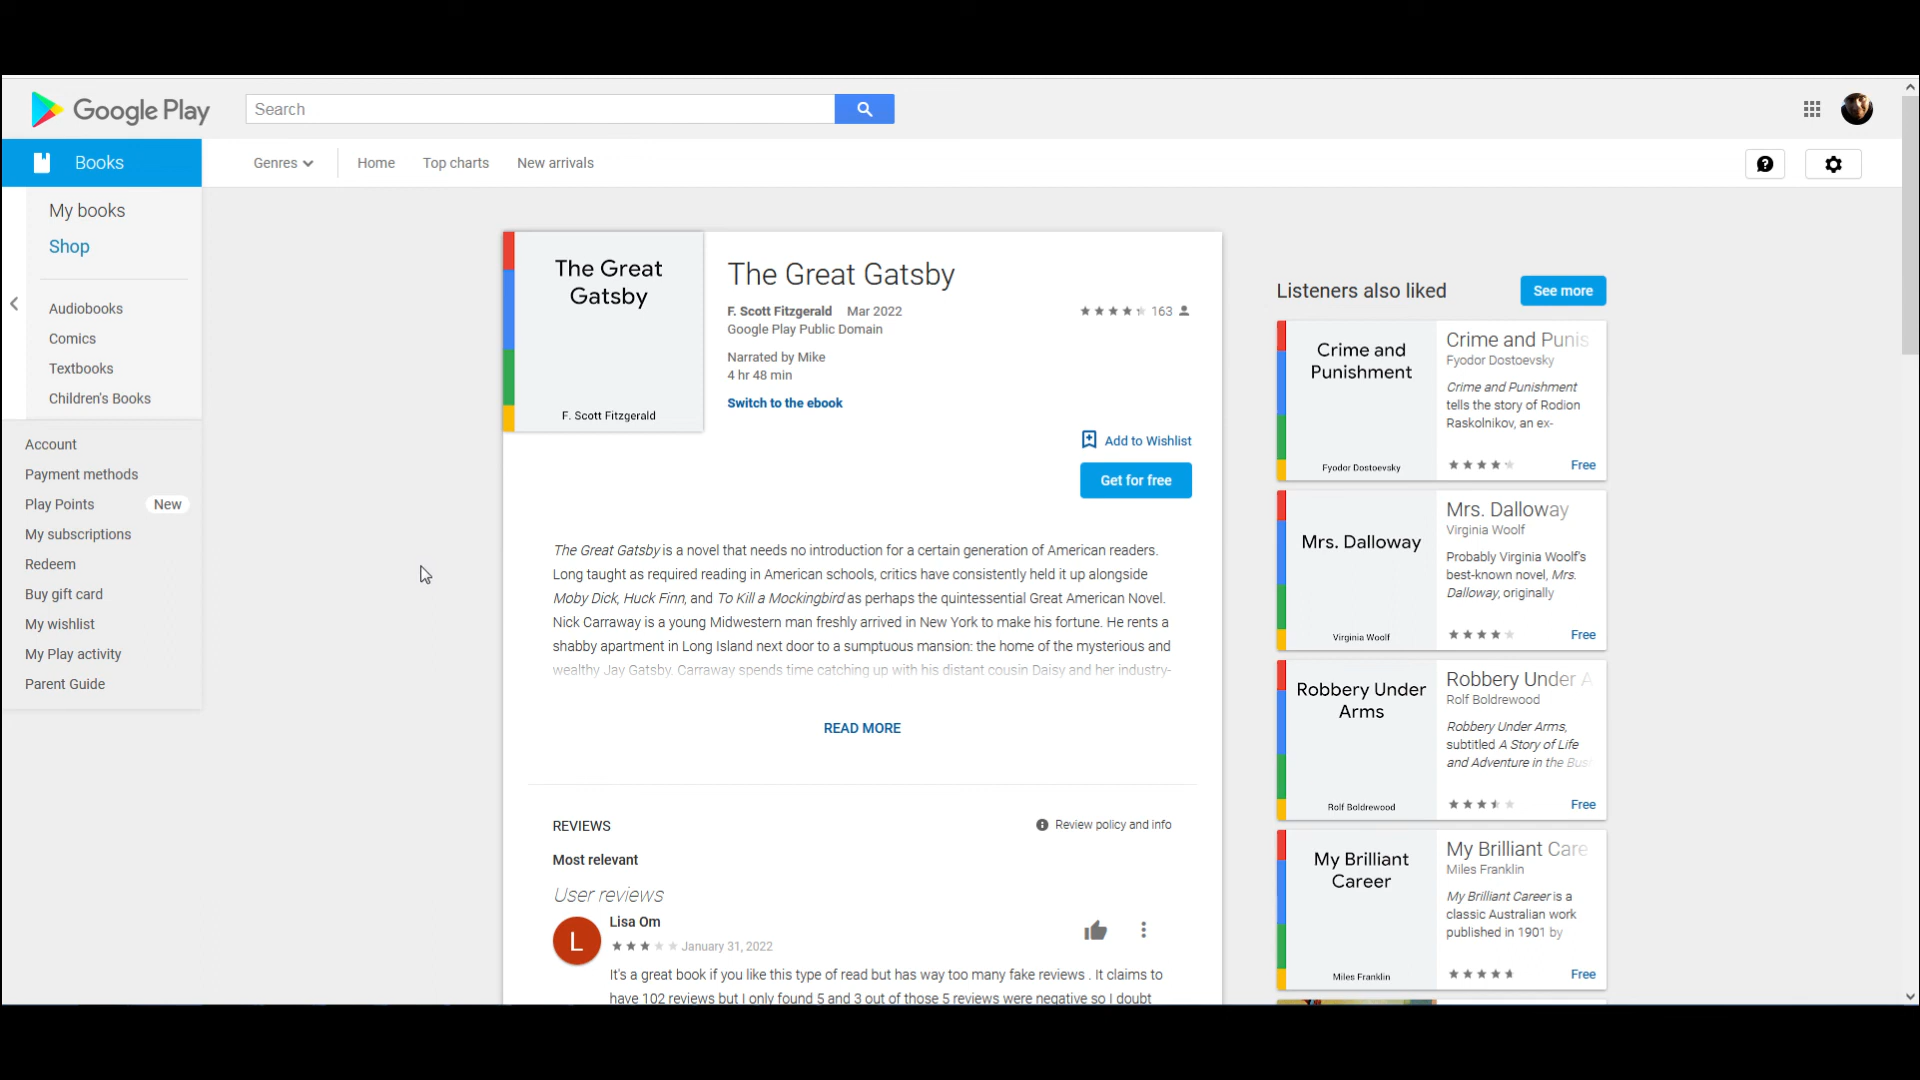 Google Play
Search
Books
Genres
Home
Top charts
New arrivals
My books
Shop
Audiobooks
Comics
Textbooks
Children's Books
Account
Payment methods
Play Points
New
My subscriptions
Redeem
Buy gift card
My wishlist
My Play activity
Parent Guide
The Great
Gatsby
F. Scott Fitzgerald
The Great Gatsby
F. Scott Fitzgerald Mar 2022
163
Google Play Public Domain
Narrated by Mike
4 hr 48 min
Switch to the ebook
Add to Wishlist
Get for free
The Great Gatsby is a novel that needs no introduction for a certain generation of American readers.
Long taught as required reading in American schools, critics have consistently held it up alongside
Moby Dick, Huck Finn, and To Kill a Mockingbird as perhaps the quintessential Great American Novel.
Nick Carraway is a young Midwestern man freshly arrived in New York to make his fortune. He rents a
shabby apartment in Long Island next door to a sumptuous mansion: the home of the mysterious and
wealthy Jay Gatsby. Carraway spends time catching up with his distant cousin Daisy and her industry-
READ MORE
REVIEWS
Review policy and info
Most relevant
User reviews
L
Lisa Om
January 31, 2022
It's a great book if you like this type of read but has way too many fake reviews . It claims to
have 102 reviews but I only found 5 and 3 out of those 5 reviews were negative so I doubt
Listeners also liked
See more
Crime and
Punishment
Fyodor Dostoevsky
Crime and Punis
Fyodor Dostoevsky
Crime and Punishment
tells the story of Rodion
Raskolnikov, an ex-
Free
Mrs. Dalloway
Virginia Woolf
Mrs. Dalloway
Virginia Woolf
Probably Virginia Woolf's
best-known novel, Mrs.
Dalloway, originally
Free
Robbery Under
Arms
Rolf Boldrewood
Robbery Under A
Rolf Boldrewood
Robbery Under Arms,
subtitled A Story of Life
and Adventure in the Bus
Free
My Brilliant
Career
Miles Franklin
My Brilliant Care
Miles Franklin
My Brilliant Career is a
classic Australian work
published in 1901 by
Free